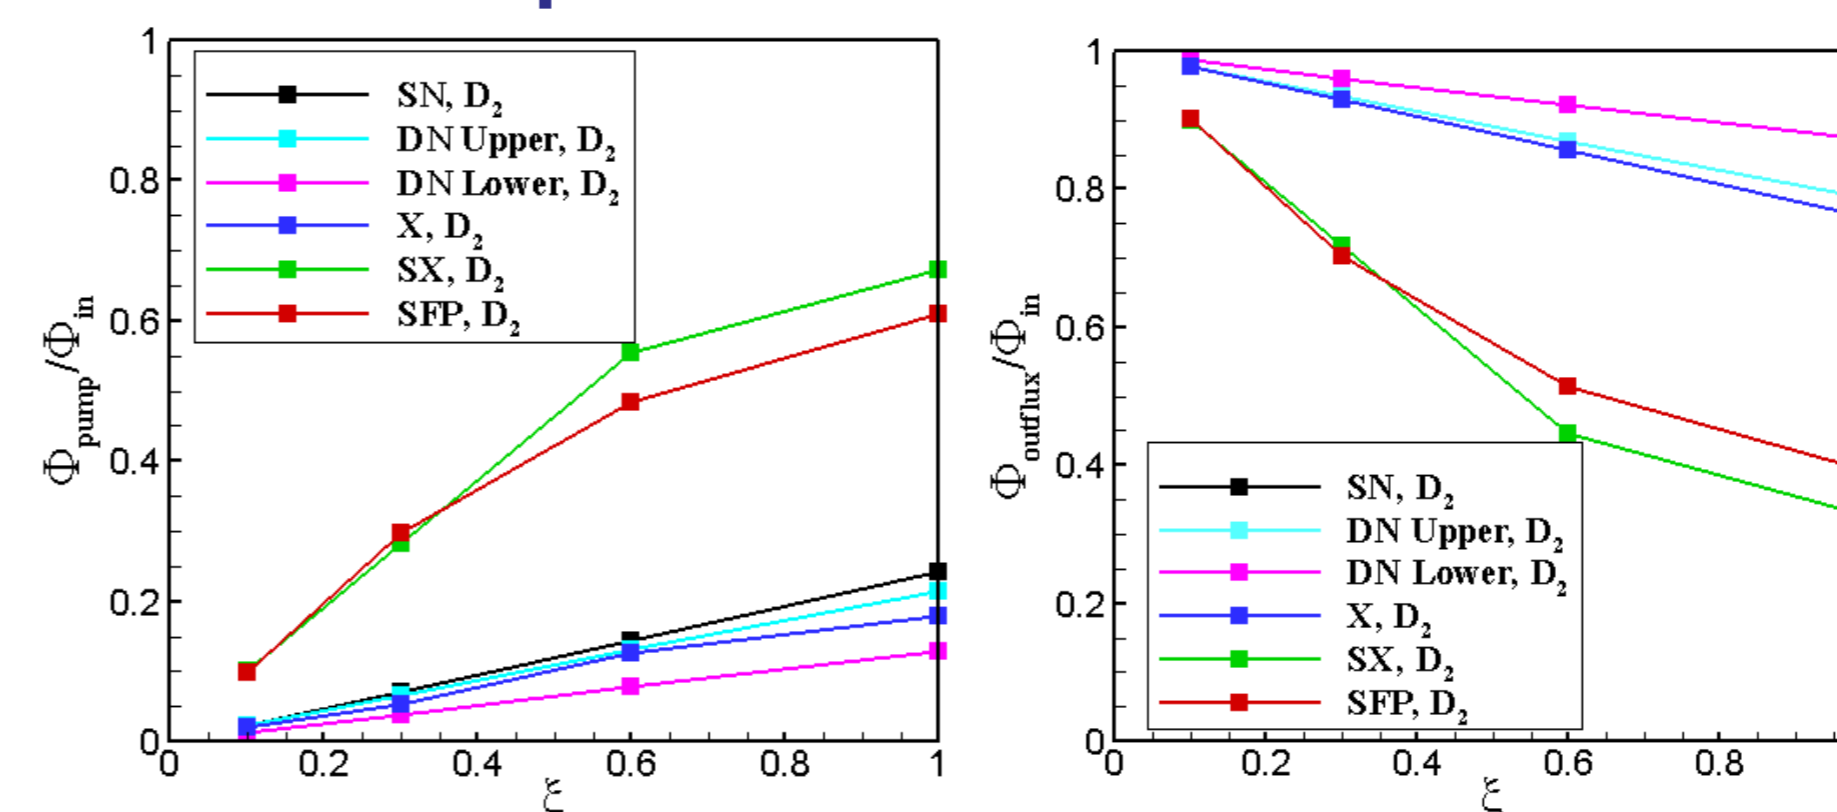 1
0.8
0.6
0.4
0.2
0
SN, D2
DN Upper, D2
DN Lower, D2
X, D2
SX, D2
SFP, D2
Φpump/Φin
0 0.2 0.4 0.6 0.8 1
ξ
1
0.8
0.6
0.4
0.2
0
SN, D2
DN Upper, D2
DN Lower, D2
X, D2
SX, D2
SFP, D2
Φoutflux/Φin
0 0.2 0.4 0.6 0.8
ξ